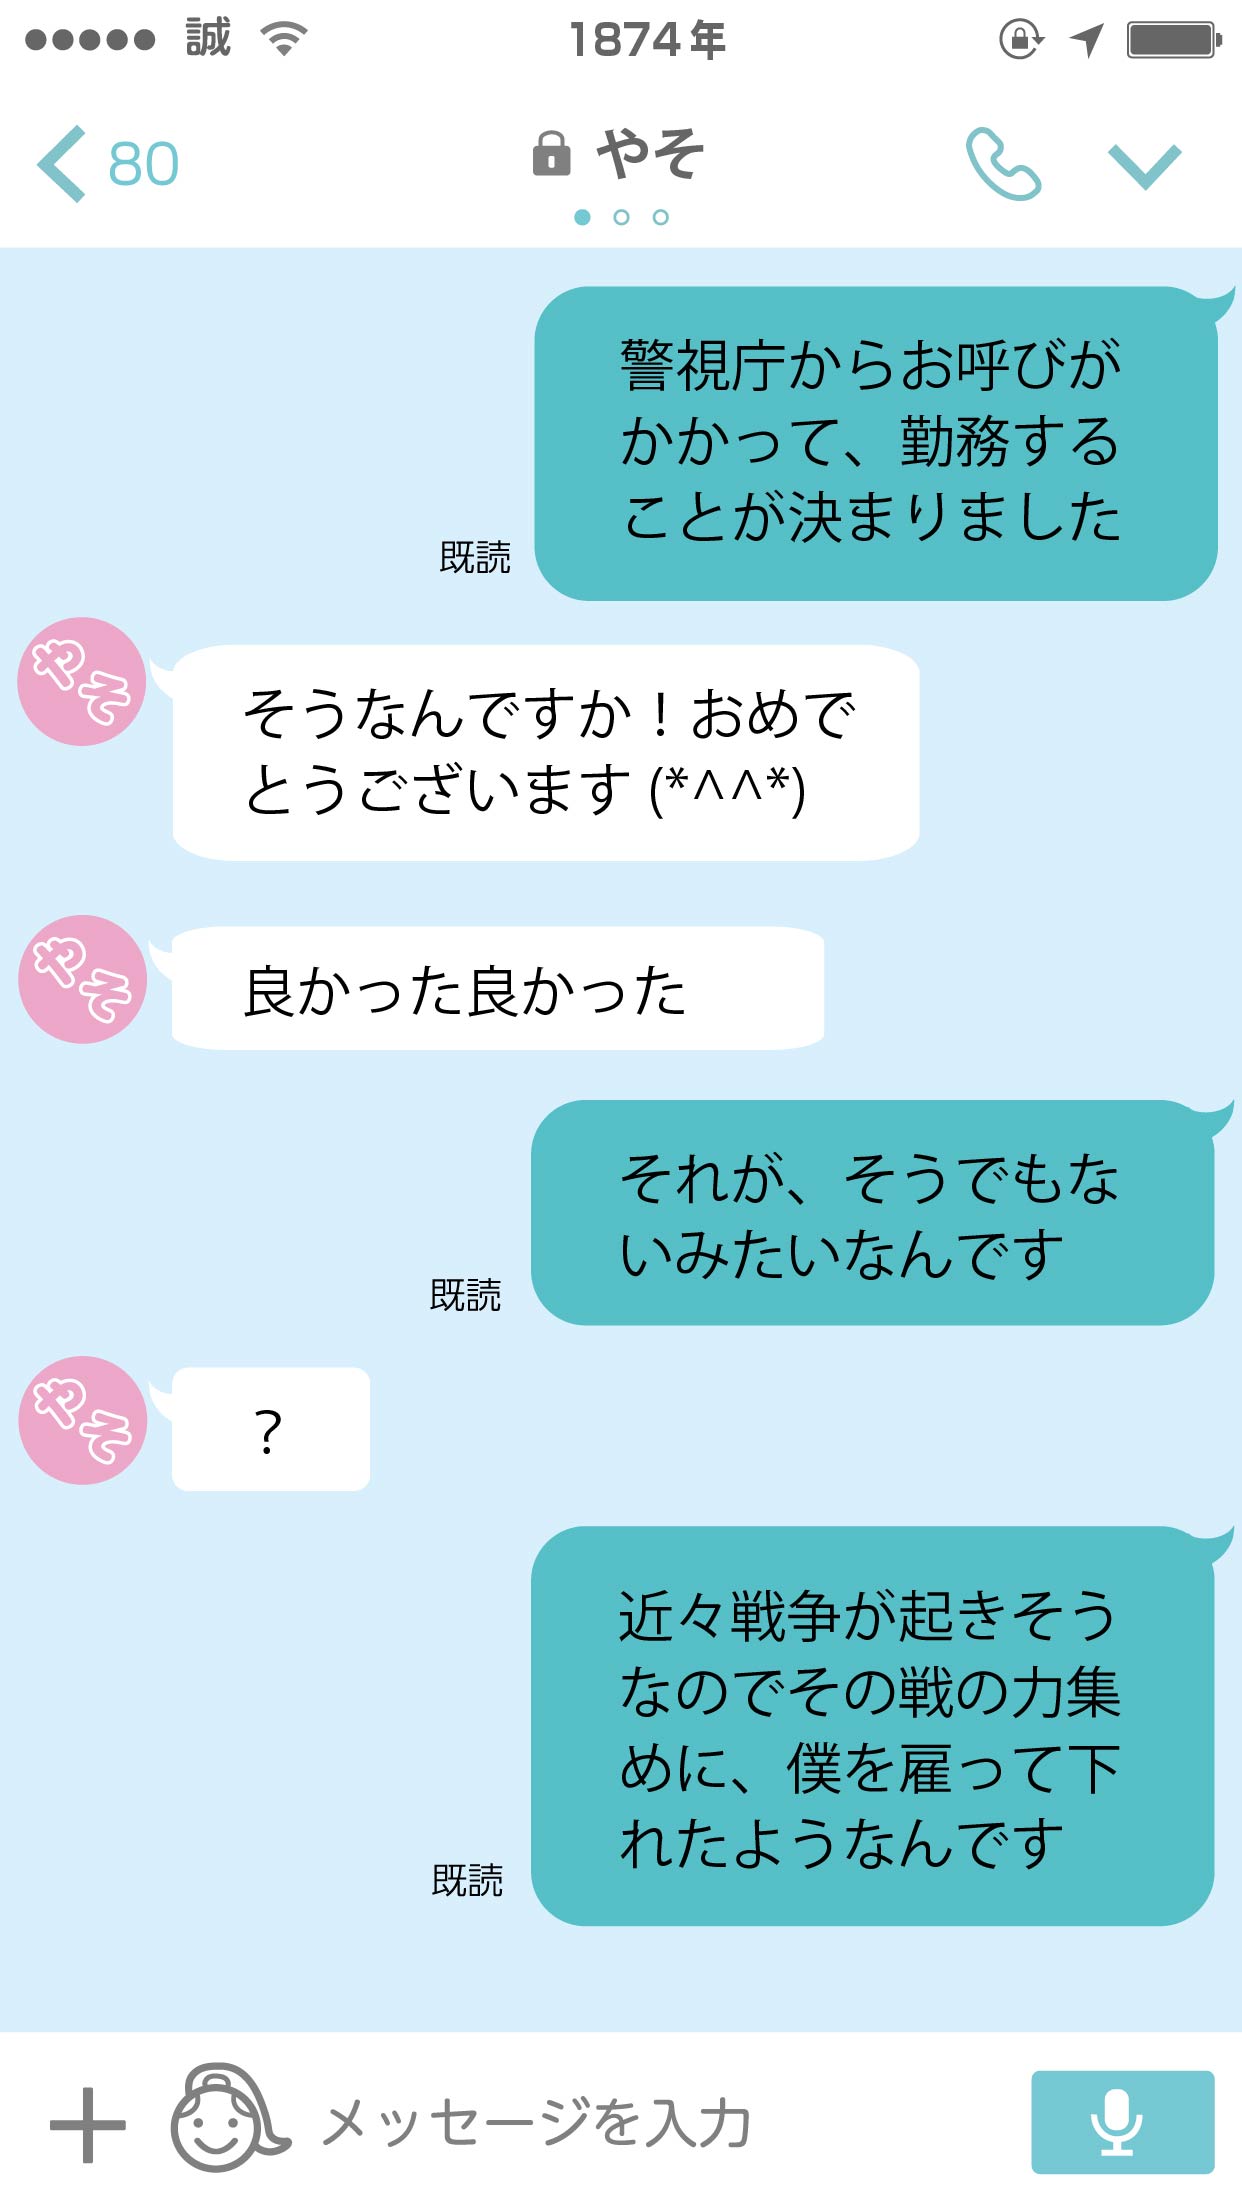 誠
1874年
80
やそ
警視庁からお呼びが
かかって、勤務する
ことが決まりました
既読
やそ
そうなんですか！おめで
とうございます (*^^*)
やそ
良かった良かった
それが、そうでもな
いみたいなんです
既読
やそ
？
近々戦争が起きそう
なのでその戦の力集
めに、僕を雇って下
れたようなんです
既読
メッセージを入力